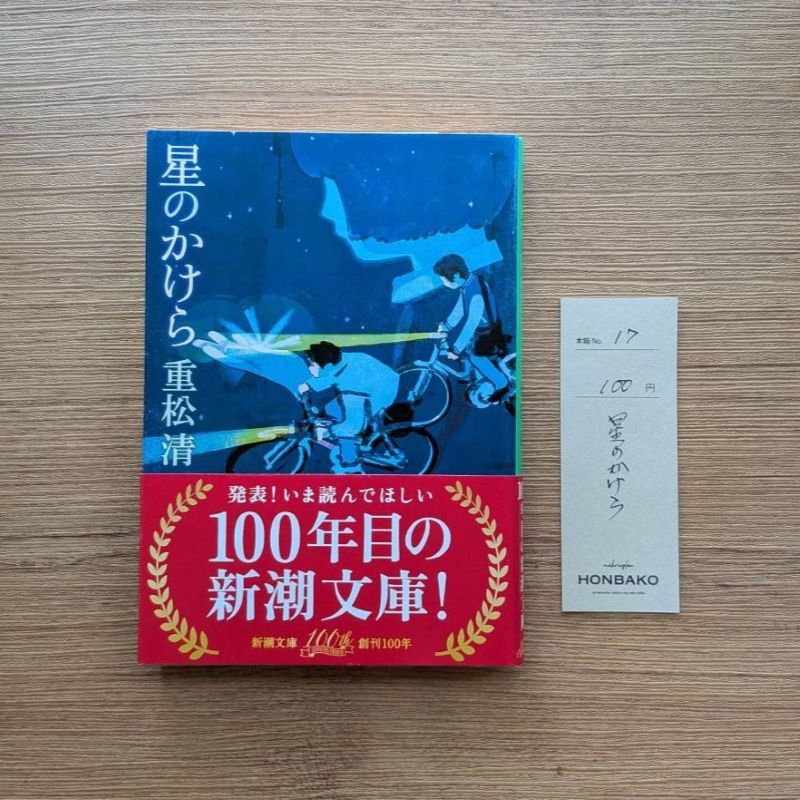 星のかけら
重松清
発表!いま読んでほしい
100年目の
新潮文庫!
新潮文庫 100th 創刊100年
本箱No. 17
100 円
星のかけら
HONBAKO